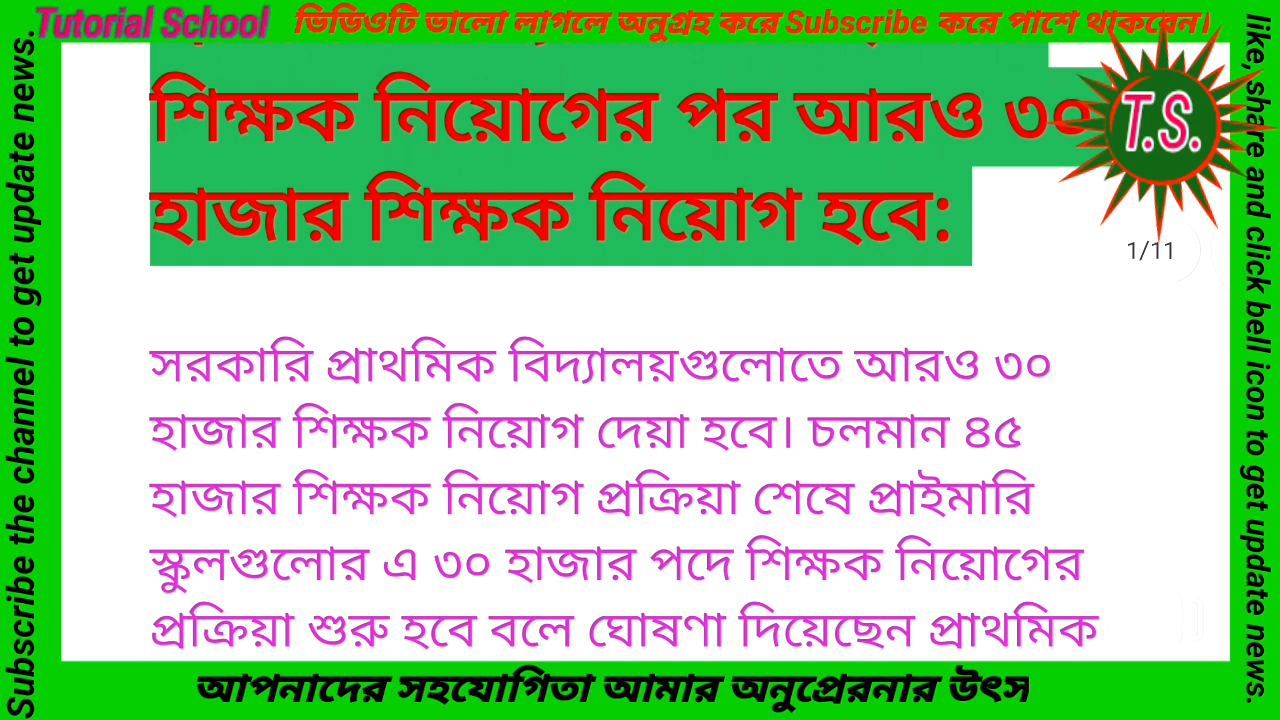 Tutorial School
ভিডিওটি ভালো লাগলে অনুগ্রহ করে Subscribe করে পাশে থাকবেন।
শিক্ষক নিয়োগের পর আরও ৩০
হাজার শিক্ষক নিয়োগ হবে:
T.S.
1/11
সরকারি প্রাথমিক বিদ্যালয়গুলোতে আরও ৩০
হাজার শিক্ষক নিয়োগ দেয়া হবে। চলমান ৪৫
হাজার শিক্ষক নিয়োগ প্রক্রিয়া শেষে প্রাইমারি
স্কুলগুলোর এ ৩০ হাজার পদে শিক্ষক নিয়োগের
প্রক্রিয়া শুরু হবে বলে ঘোষণা দিয়েছেন প্রাথমিক
আপনাদের সহযোগিতা আমার অনুপ্রেরনার উৎস
Subscribe the channel to get update news.
like, share and click bell icon to get update news.